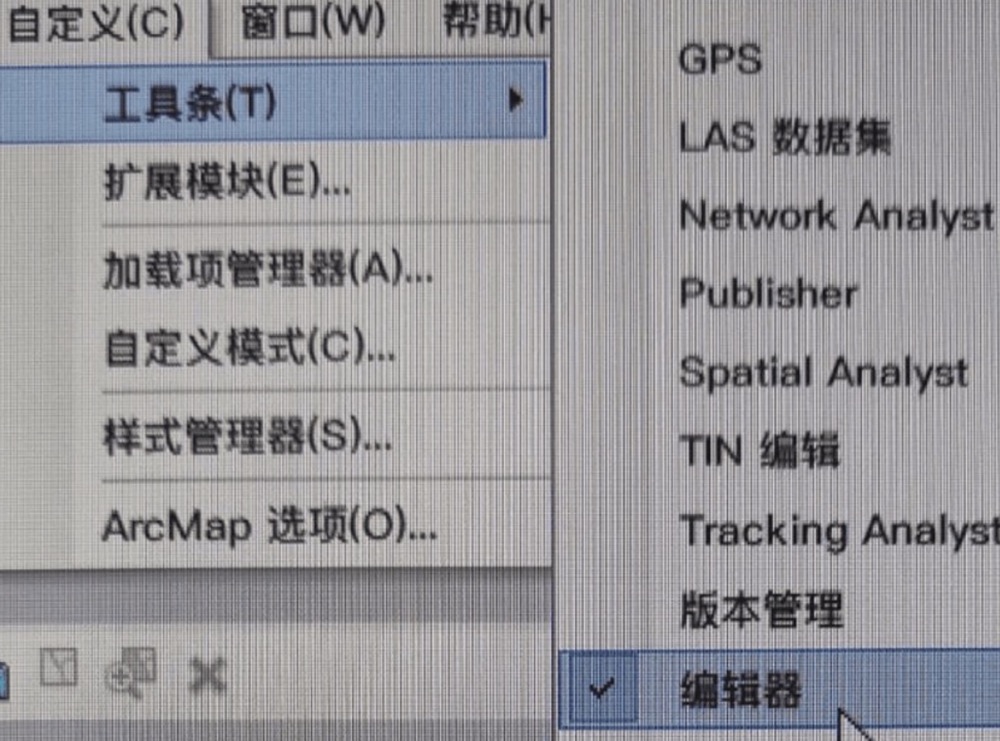 自定义(C) 窗口(W) 帮助(H
工具条(T)
扩展模块(E)...
加载项管理器(A)...
自定义模式(C)...
样式管理器(S)...
ArcMap 选项(O)...
GPS
LAS 数据集
Network Analyst
Publisher
Spatial Analyst
TIN 编辑
Tracking Analyst
版本管理
编辑器